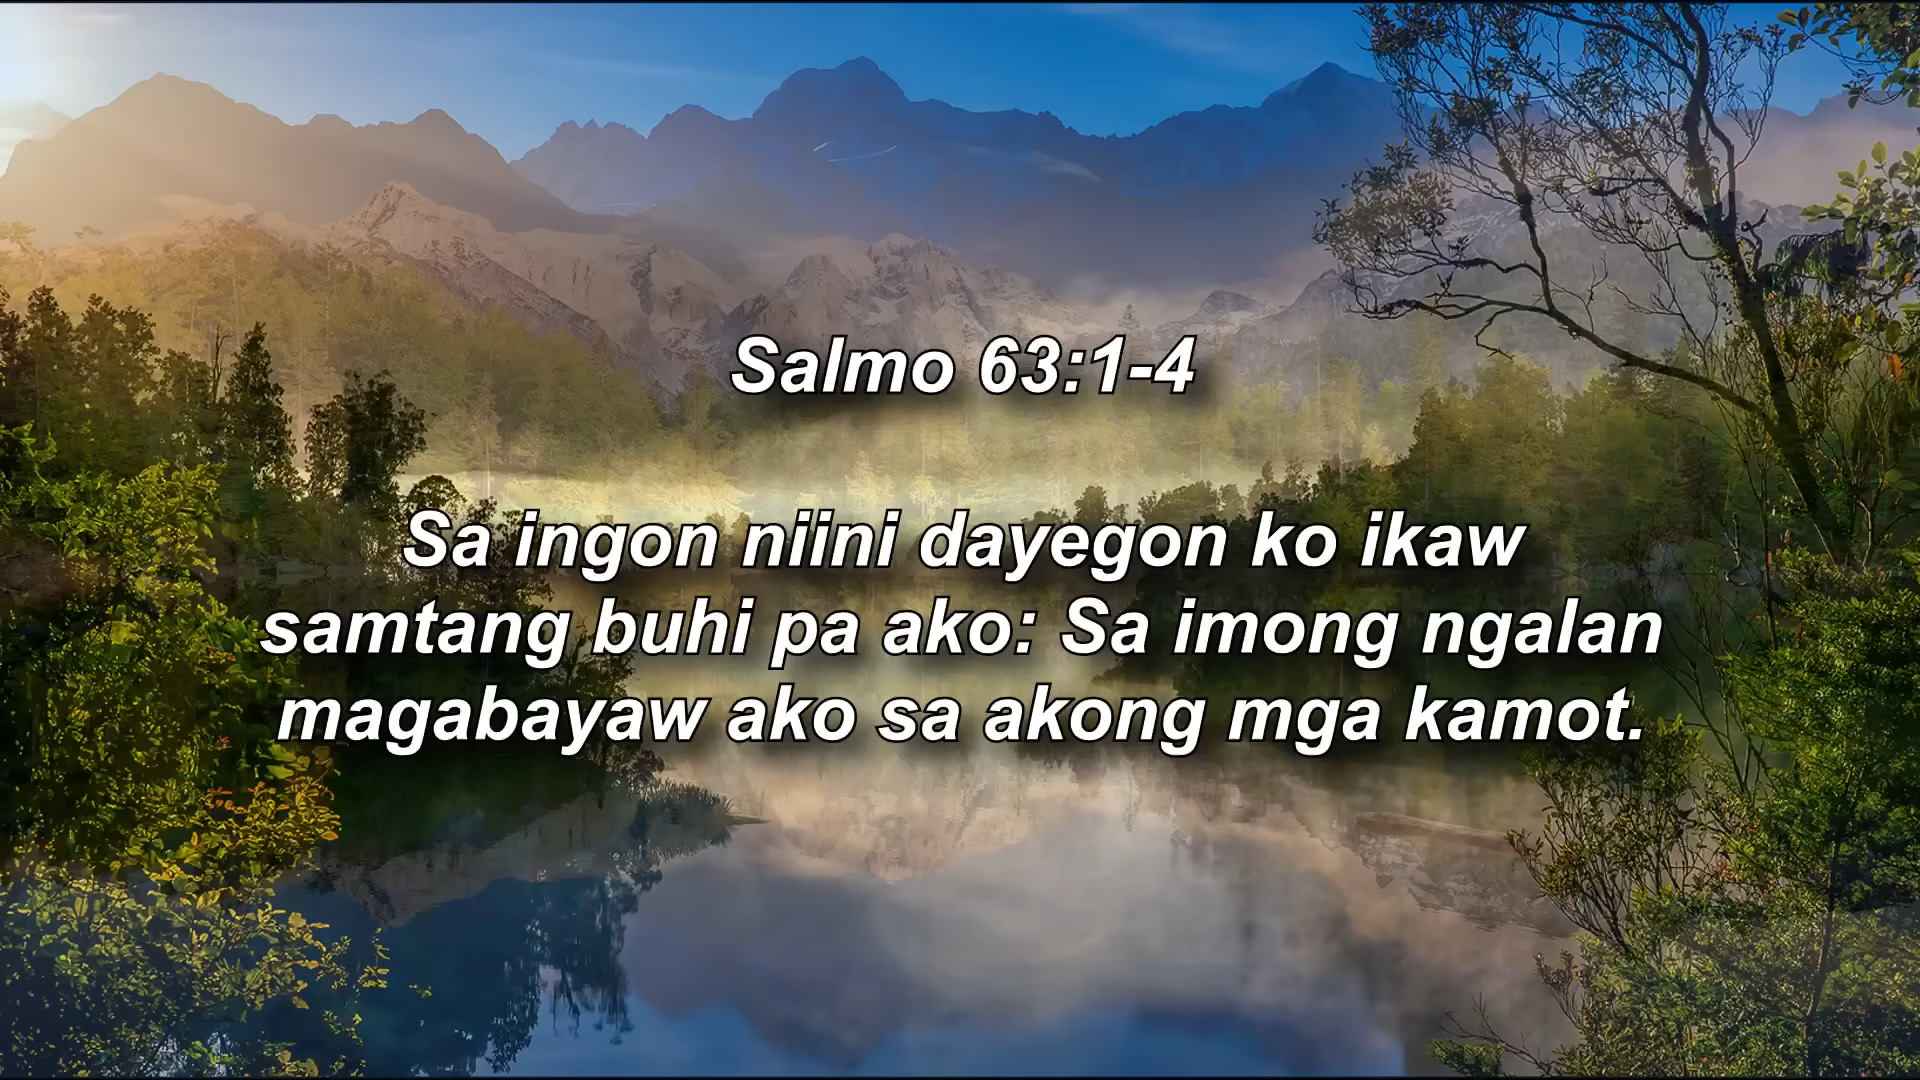 Salmo 63:1-4
Sa ingon niini dayegon ko ikaw
samtang buhi pa ako: Sa imong ngalan
magabayaw ako sa akong mga kamot.